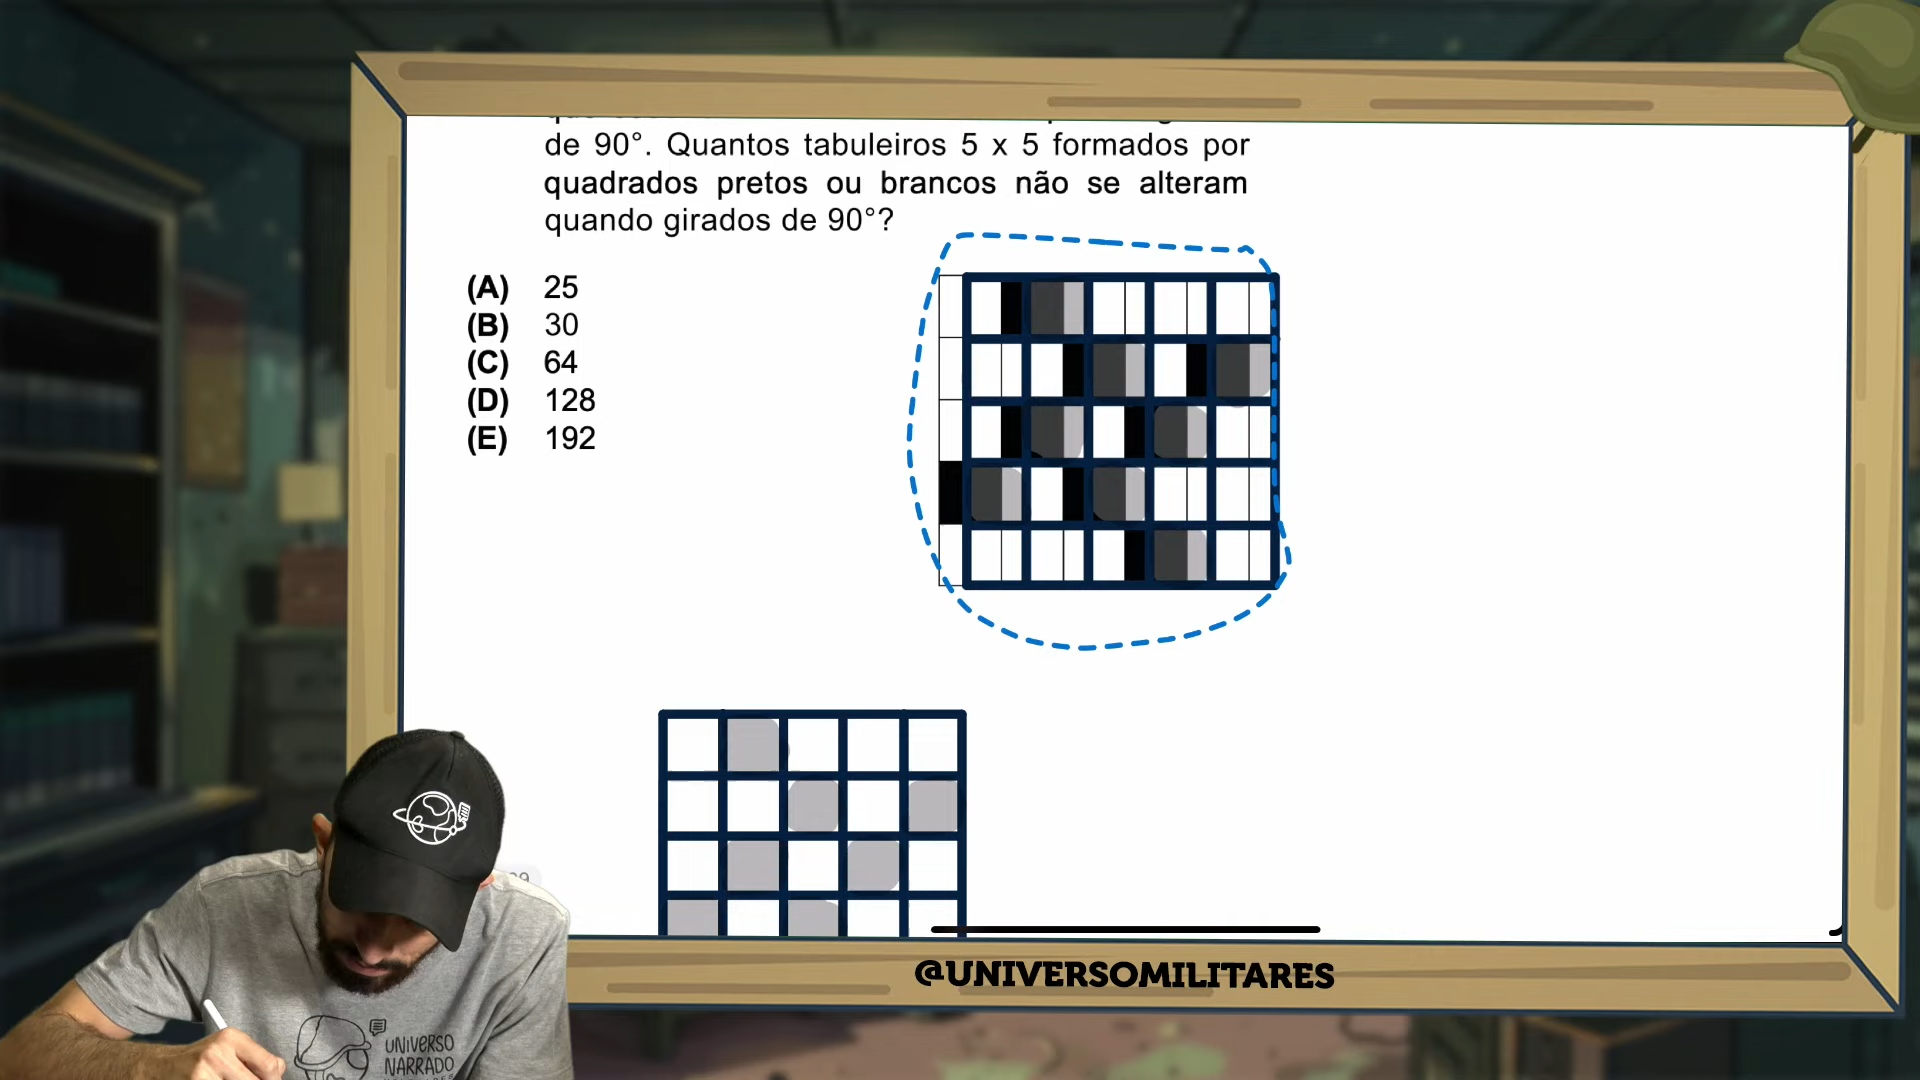 de 90°. Quantos tabuleiros 5 x 5 formados por
quadrados pretos ou brancos não se alteram
quando girados de 90°?
(A) 25
(B) 30
(C) 64
(D) 128
(E) 192
@UNIVERSOMILITARES
UNIVERSO
NARRADO